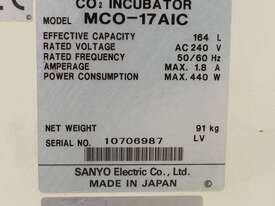 CO₂ INCUBATOR
MODEL MCO-17AIC
EFFECTIVE CAPACITY 164 L
RATED VOLTAGE AC 240 V
RATED FREQUENCY 50/60 Hz
AMPERAGE MAX. 1.8 A
POWER CONSUMPTION MAX. 440 W
NET WEIGHT 91 kg
SERIAL NO. 10706987 LV
SANYO Electric Co., Ltd.
MADE IN JAPAN